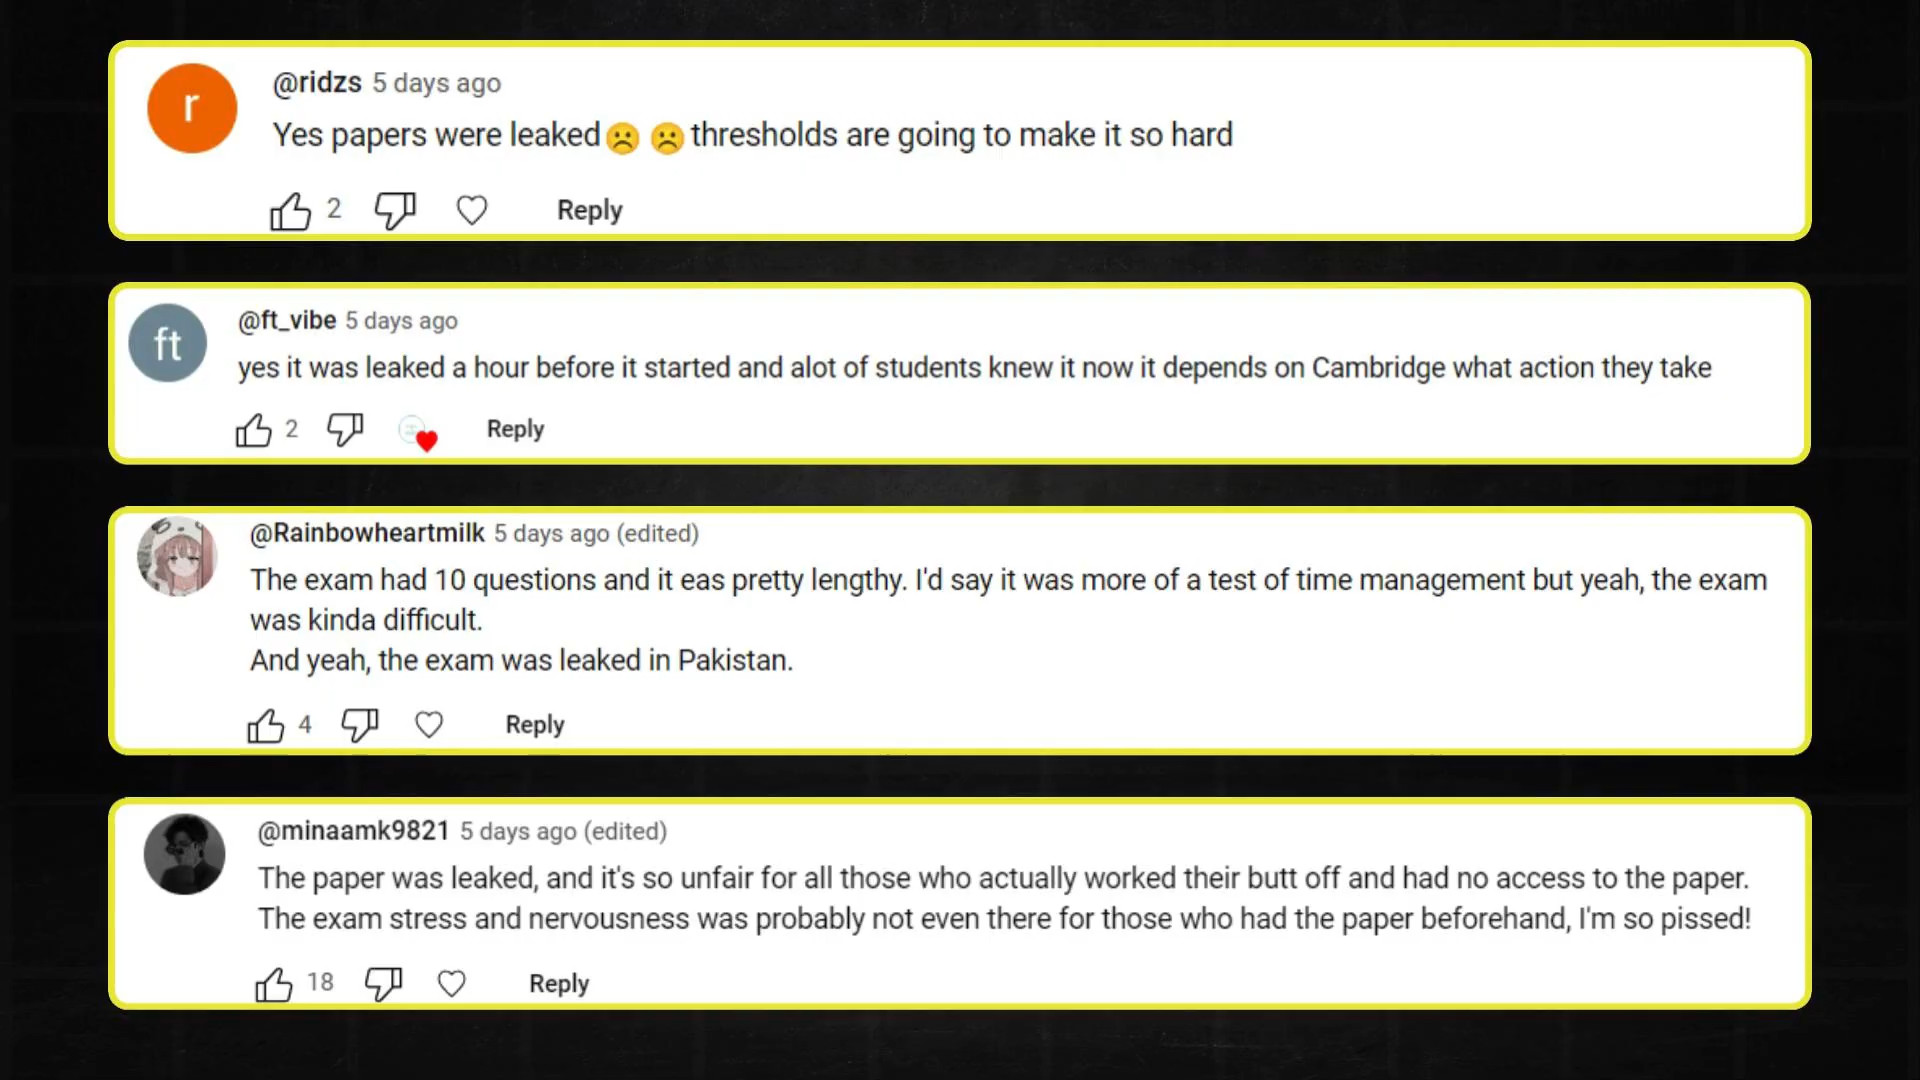 r
@ridzs 5 days ago
Yes papers were leaked☹️ ☹️ thresholds are going to make it so hard
2 Reply
ft
@ft_vibe 5 days ago
yes it was leaked a hour before it started and alot of students knew it now it depends on Cambridge what action they take
2 Reply
@Rainbowheartmilk 5 days ago (edited)
The exam had 10 questions and it eas pretty lengthy. I'd say it was more of a test of time management but yeah, the exam
was kinda difficult.
And yeah, the exam was leaked in Pakistan.
4 Reply
@minaamk9821 5 days ago (edited)
The paper was leaked, and it's so unfair for all those who actually worked their butt off and had no access to the paper.
The exam stress and nervousness was probably not even there for those who had the paper beforehand, I'm so pissed!
18 Reply